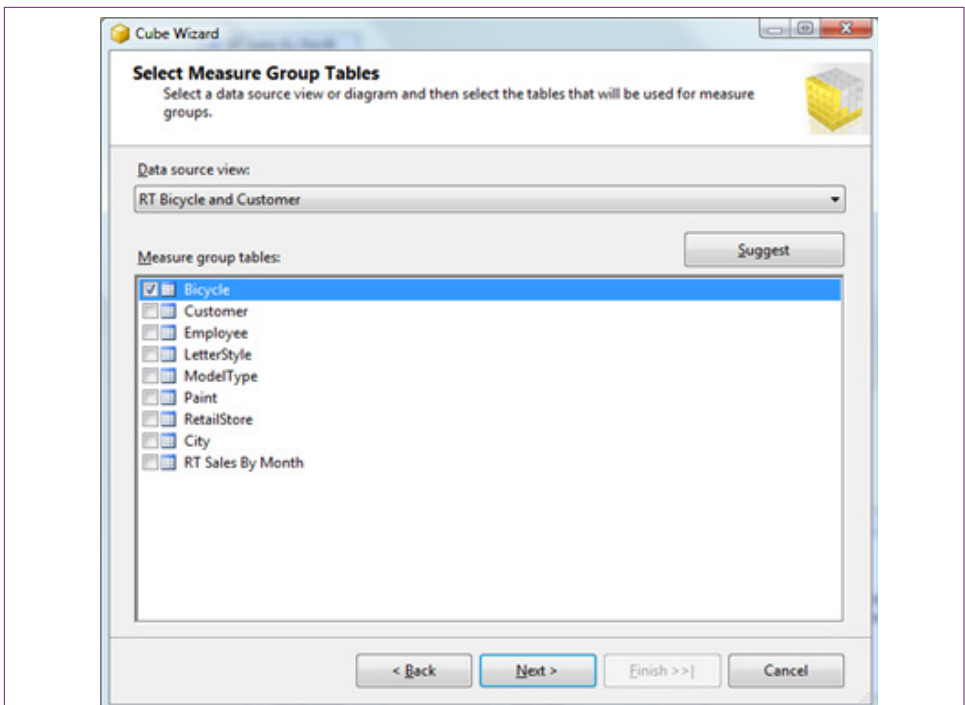 Cube Wizard
Select Measure Group Tables
Select a data source view or diagram and then select the tables that will be used for measure
groups.
Data source view:
RT Bicycle and Customer
Suggest
Measure group tables:
Bicycle
Customer
Employee
LetterStyle
ModelType
Paint
RetailStore
City
RT Sales By Month
< Back
Next >
Finish >>|
Cancel